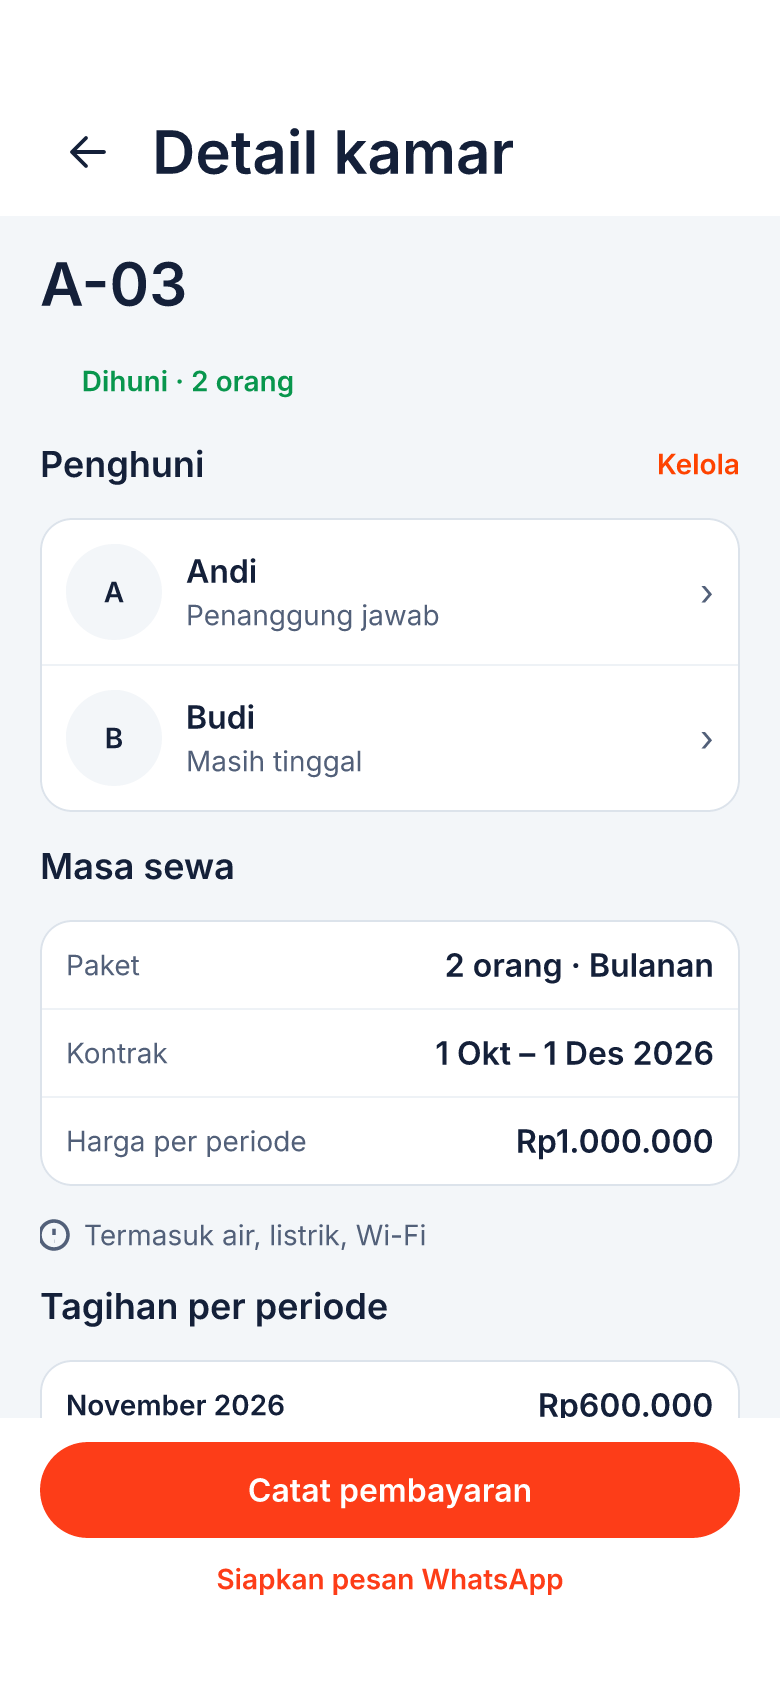 Detail kamar
A-03
Dihuni · 2 orang
Penghuni
Kelola
A
Andi
Penanggung jawab
B
Budi
Masih tinggal
Masa sewa
Paket
2 orang · Bulanan
Kontrak
1 Okt – 1 Des 2026
Harga per periode
Rp1.000.000
Termasuk air, listrik, Wi-Fi
Tagihan per periode
November 2026
Rp600.000
Catat pembayaran
Siapkan pesan WhatsApp